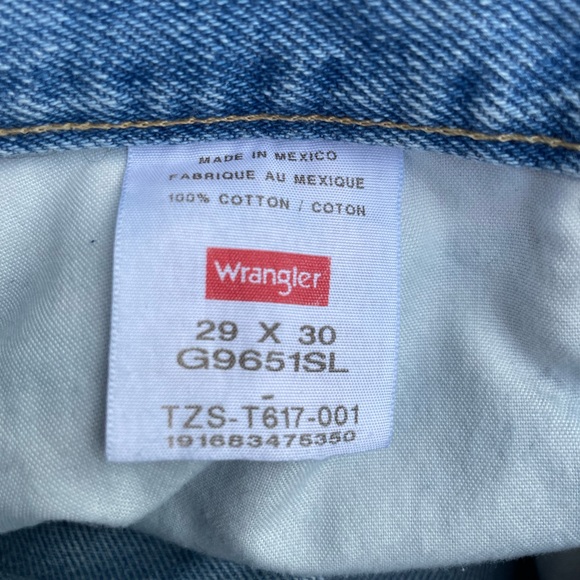 MADE IN MEXICO
FABRIQUE AU MEXIQUE
100% COTTON / COTON
Wrangler
29 X 30
G9651SL
-
TZS-T617-001
191683475350